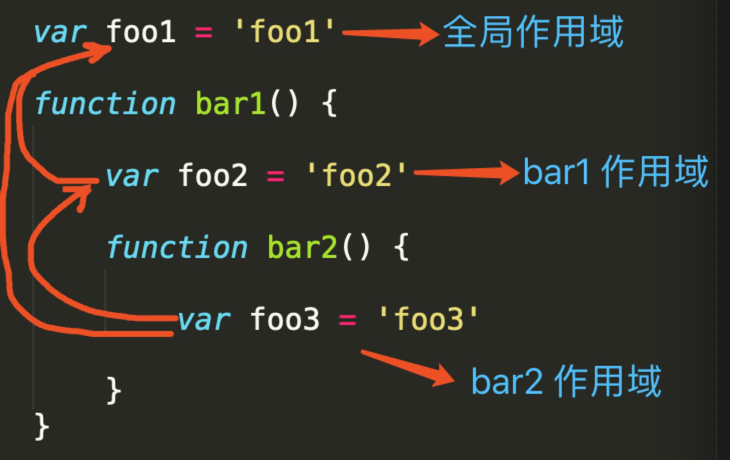 var foo1 = 'foo1' 全局作用域
function bar1() {
var foo2 = 'foo2' bar1 作用域
function bar2() {
var foo3 = 'foo3'
bar2 作用域
}
}